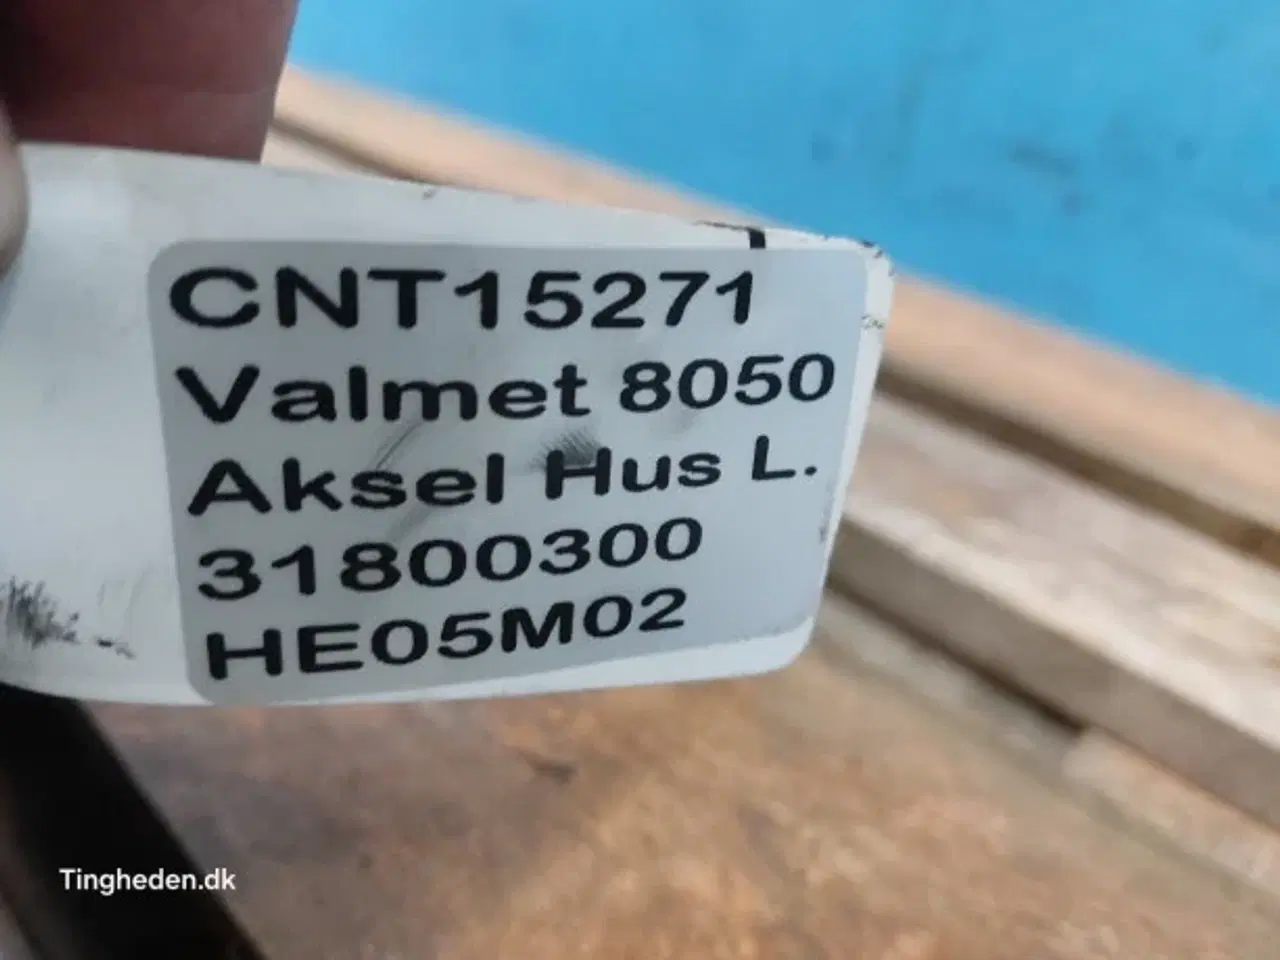 CNT15271
Valmet 8050
Aksel Hus L.
31800300
HE05M02
Tingheden.dk